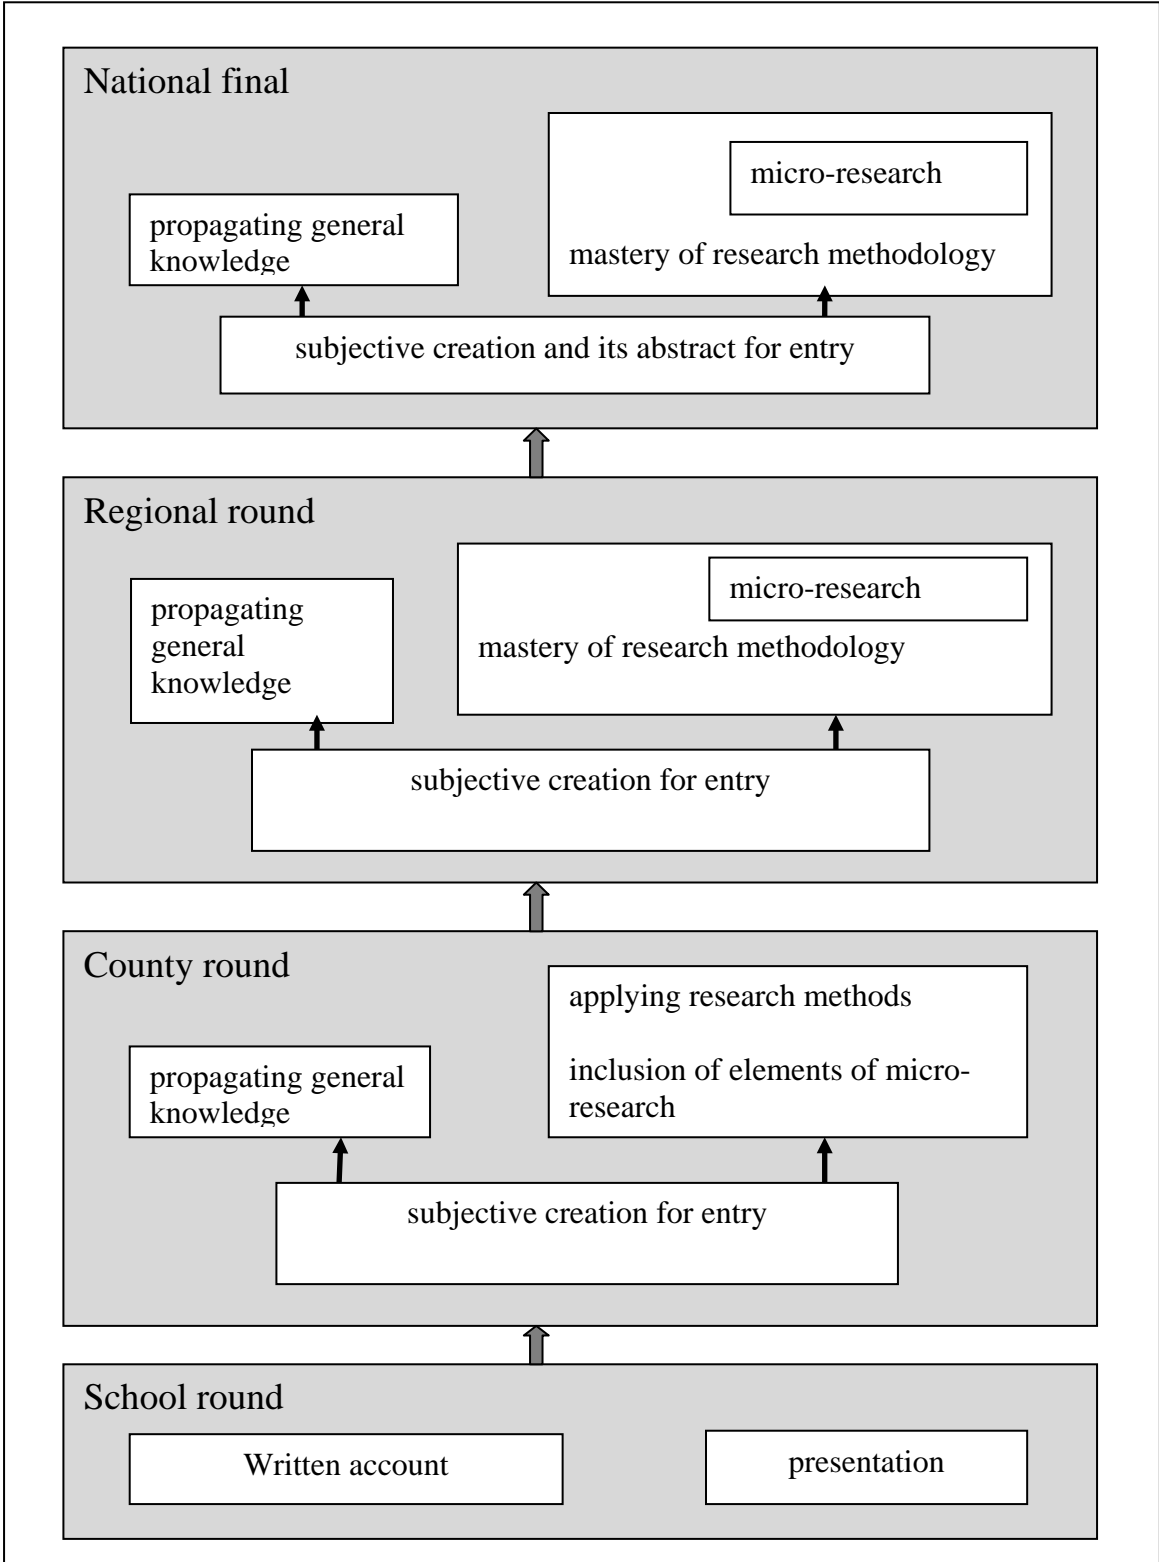 National final
micro-research
propagating general
knowledge
mastery of research methodology
subjective creation and its abstract for entry
Regional round
micro-research
propagating
general
knowledge
mastery of research methodology
subjective creation for entry
County round
applying research methods
propagating general
knowledge
inclusion of elements of micro-
research
subjective creation for entry
School round
Written account
presentation